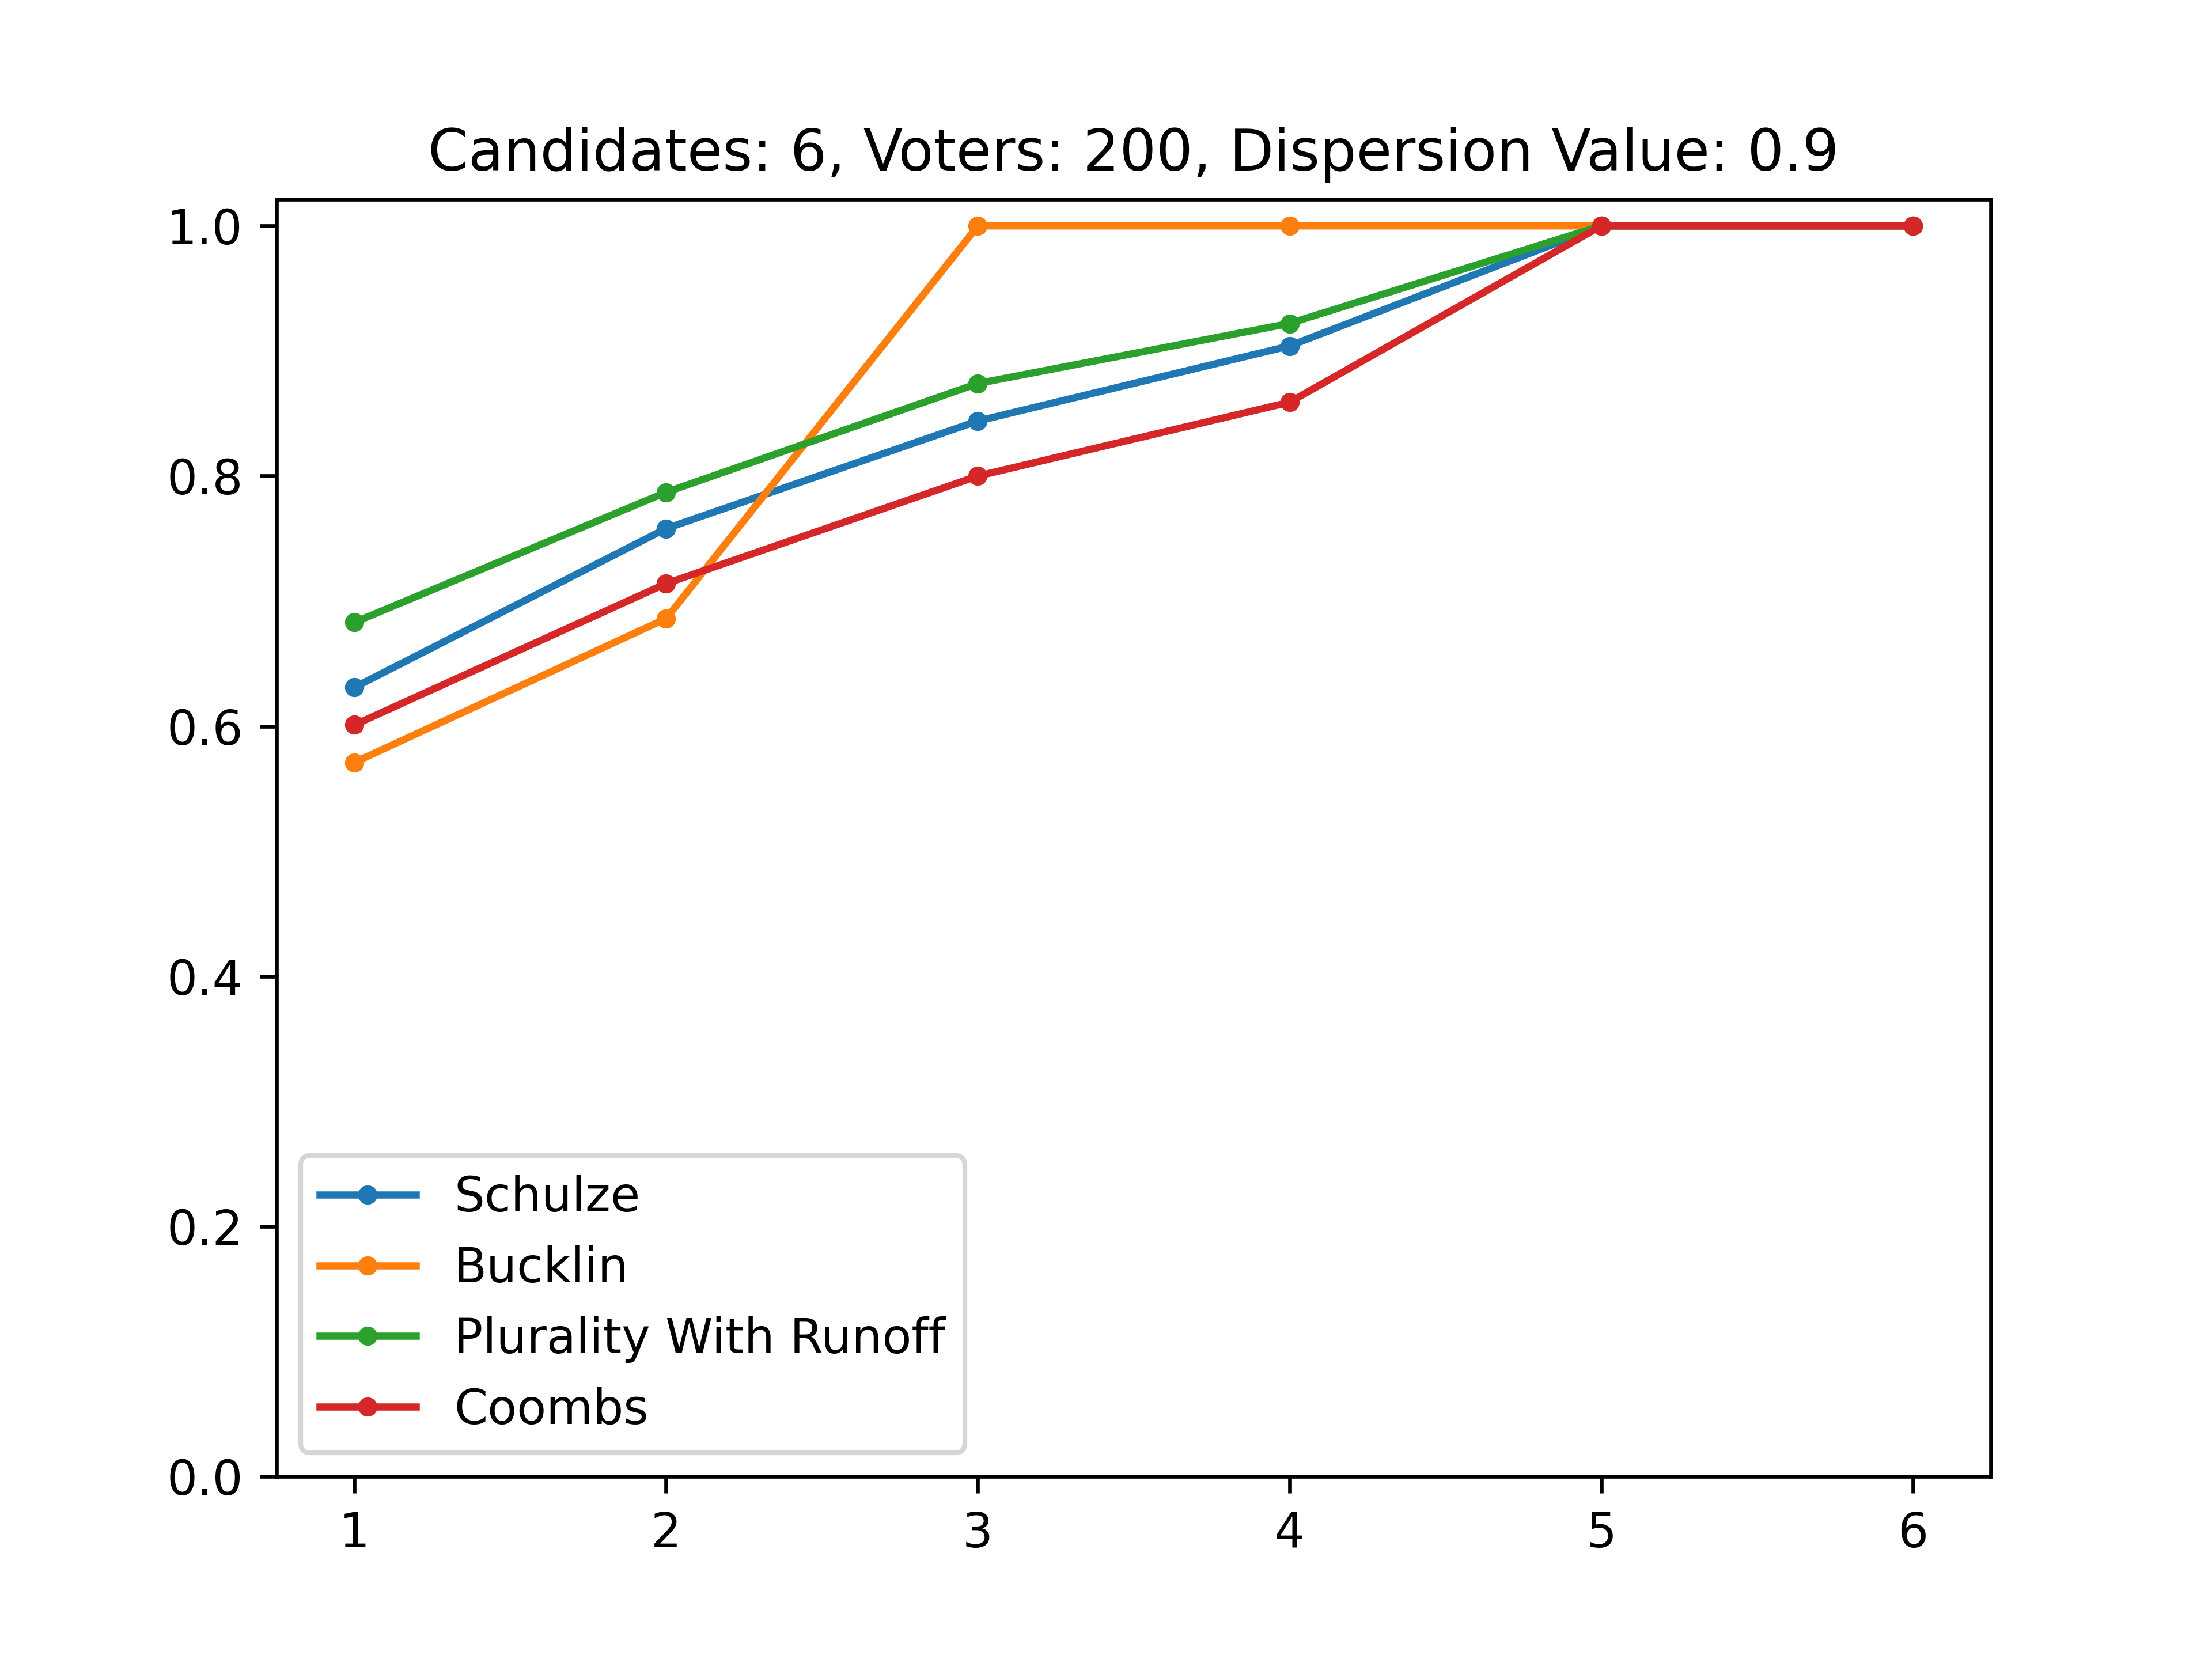 Candidates: 6, Voters: 200, Dispersion Value: 0.9
1.0
0.8
0.6
0.4
0.2
0.0
Schulze
Bucklin
Plurality With Runoff
Coombs
1 2 3 4 5 6